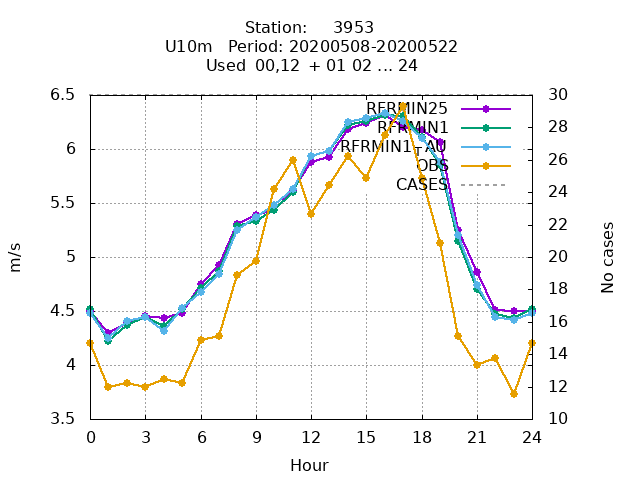 Station: 3953
U10m Period: 20200508-20200522
Used 00,12 + 01 02 ... 24
RFRMIN25
RFRMIN1
RFRMIN1+AU
OBS
CASES
6.5
6
5.5
5
4.5
4
3.5
30
28
26
24
22
20
18
16
14
12
10
m/s
No cases
0 3 6 9 12 15 18 21 24
Hour